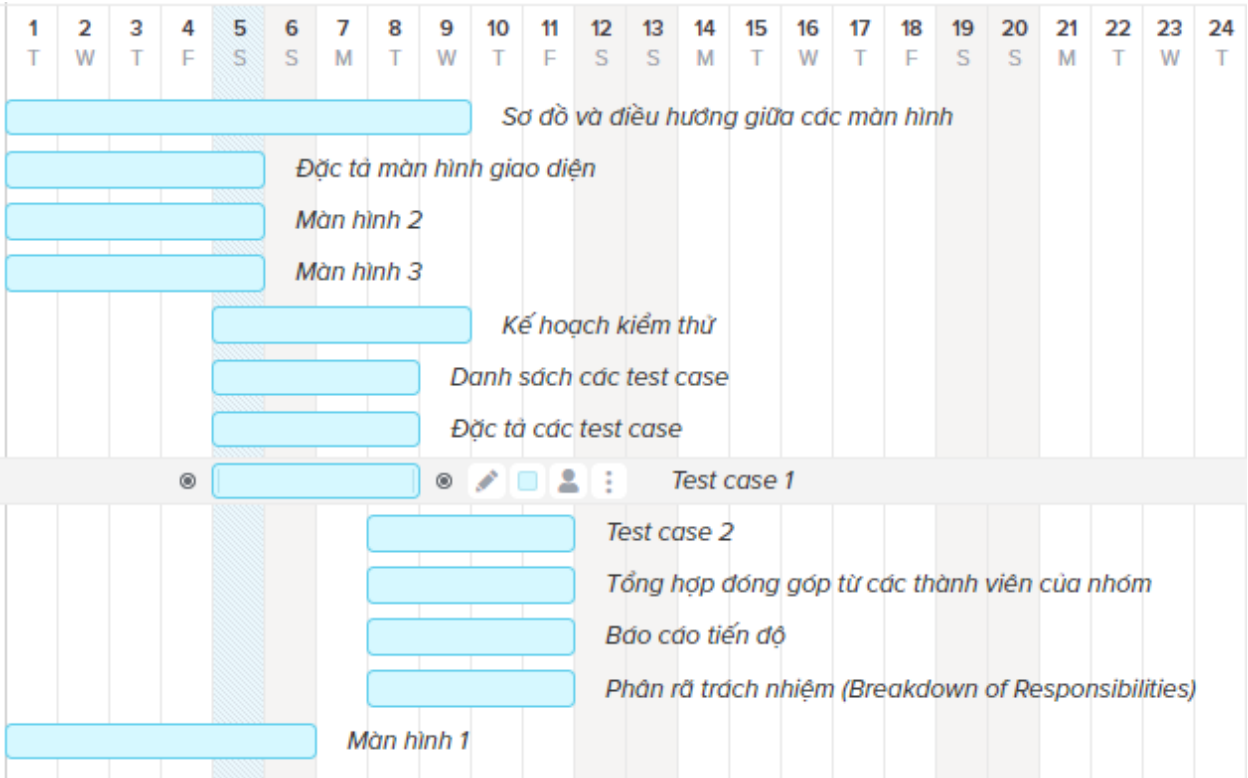 1 2 3 4 5 6 7 8 9 10 11 12 13 14 15 16 17 18 19 20 21 22 23 24
T W T F S S M T W T F S S M T W T F S S M T W T
Sơ đồ và điều hướng giữa các màn hình
Đặc tả màn hình giao diện
Màn hình 2
Màn hình 3
Kế hoạch kiểm thử
Danh sách các test case
Đặc tả các test case
Test case 1
Test case 2
Tổng hợp đóng góp từ các thành viên của nhóm
Báo cáo tiến độ
Phân rã trách nhiệm (Breakdown of Responsibilities)
Màn hình 1